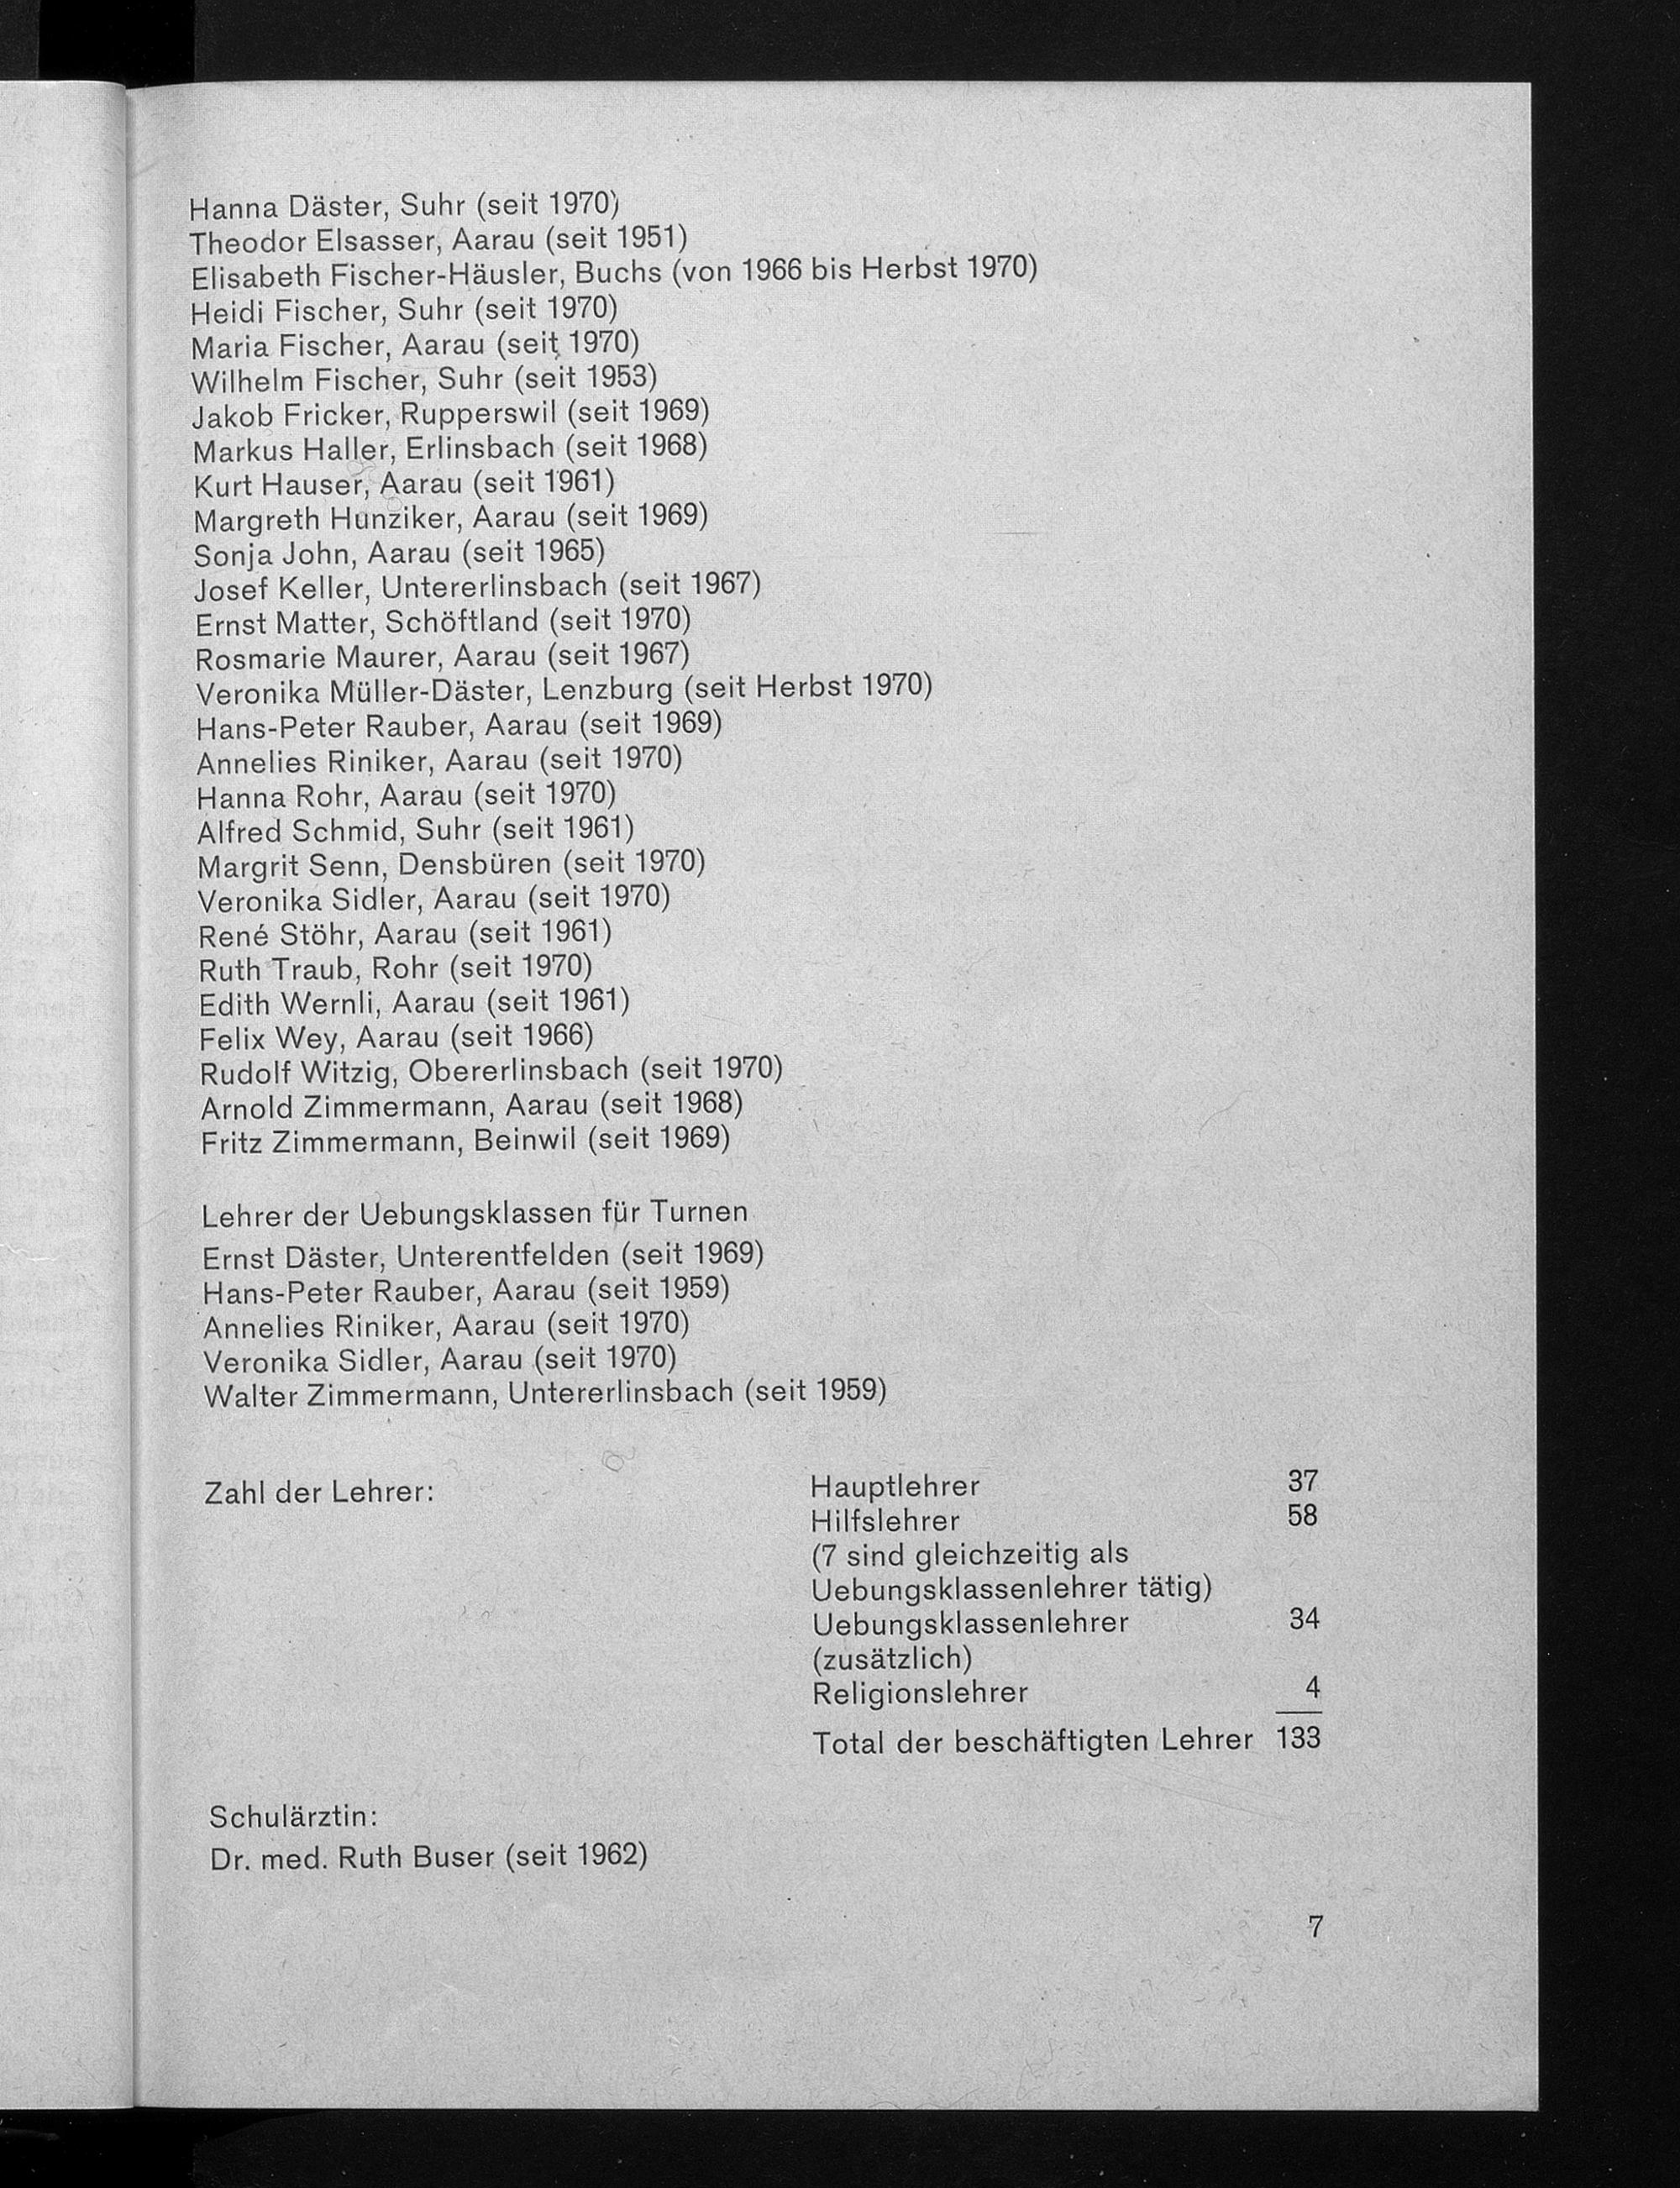 Hanna Däster, Suhr (seit 1970)
Theodor Elsasser, Aarau (seit 1951)
Elisabeth Fischer-Häusler, Buchs (von 1966 bis Herbst 1970)
Heidi Fischer, Suhr (seit 1970)
Maria Fischer, Aarau (seit 1970)
Wilhelm Fischer, Suhr (seit 1953)
Jakob Fricker, Rupperswil (seit 1969)
Markus Haller, Erlinsbach (seit 1968)
Kurt Hauser, Aarau (seit 1961)
Margreth Hunziker, Aarau (seit 1969)
Sonja John, Aarau (seit 1965)
Josef Keller, Untererlinsbach (seit 1967)
Ernst Matter, Schöftland (seit 1970)
Rosmarie Maurer, Aarau (seit 1967)
Veronika Müller-Däster, Lenzburg (seit Herbst 1970)
Hans-Peter Rauber, Aarau (seit 1969)
Annelies Riniker, Aarau (seit 1970)
Hanna Rohr, Aarau (seit 1970)
Alfred Schmid, Suhr (seit 1961)
Margrit Senn, Densbüren (seit 1970)
Veronika Sidler, Aarau (seit 1970)
René Stöhr, Aarau (seit 1961)
Ruth Traub, Rohr (seit 1970)
Edith Wernli, Aarau (seit 1961)
Felix Wey, Aarau (seit 1966)
Rudolf Witzig, Obererlinsbach (seit 1970)
Arnold Zimmermann, Aarau (seit 1968)
Fritz Zimmermann, Beinwil (seit 1969)
Lehrer der Uebungsklassen für Turnen
Ernst Däster, Unterentfelden (seit 1969)
Hans-Peter Rauber, Aarau (seit 1959)
Annelies Riniker, Aarau (seit 1970)
Veronika Sidler, Aarau (seit 1970)
Walter Zimmermann, Untererlinsbach (seit 1959)
Zahl der Lehrer: Hauptlehrer 37
Hilfslehrer 58
(7 sind gleichzeitig als
Uebungsklassenlehrer tätig)
Uebungsklassenlehrer 34
(zusätzlich)
Religionslehrer 4
Total der beschäftigten Lehrer 133
Schulärztin:
Dr. med. Ruth Buser (seit 1962)
7